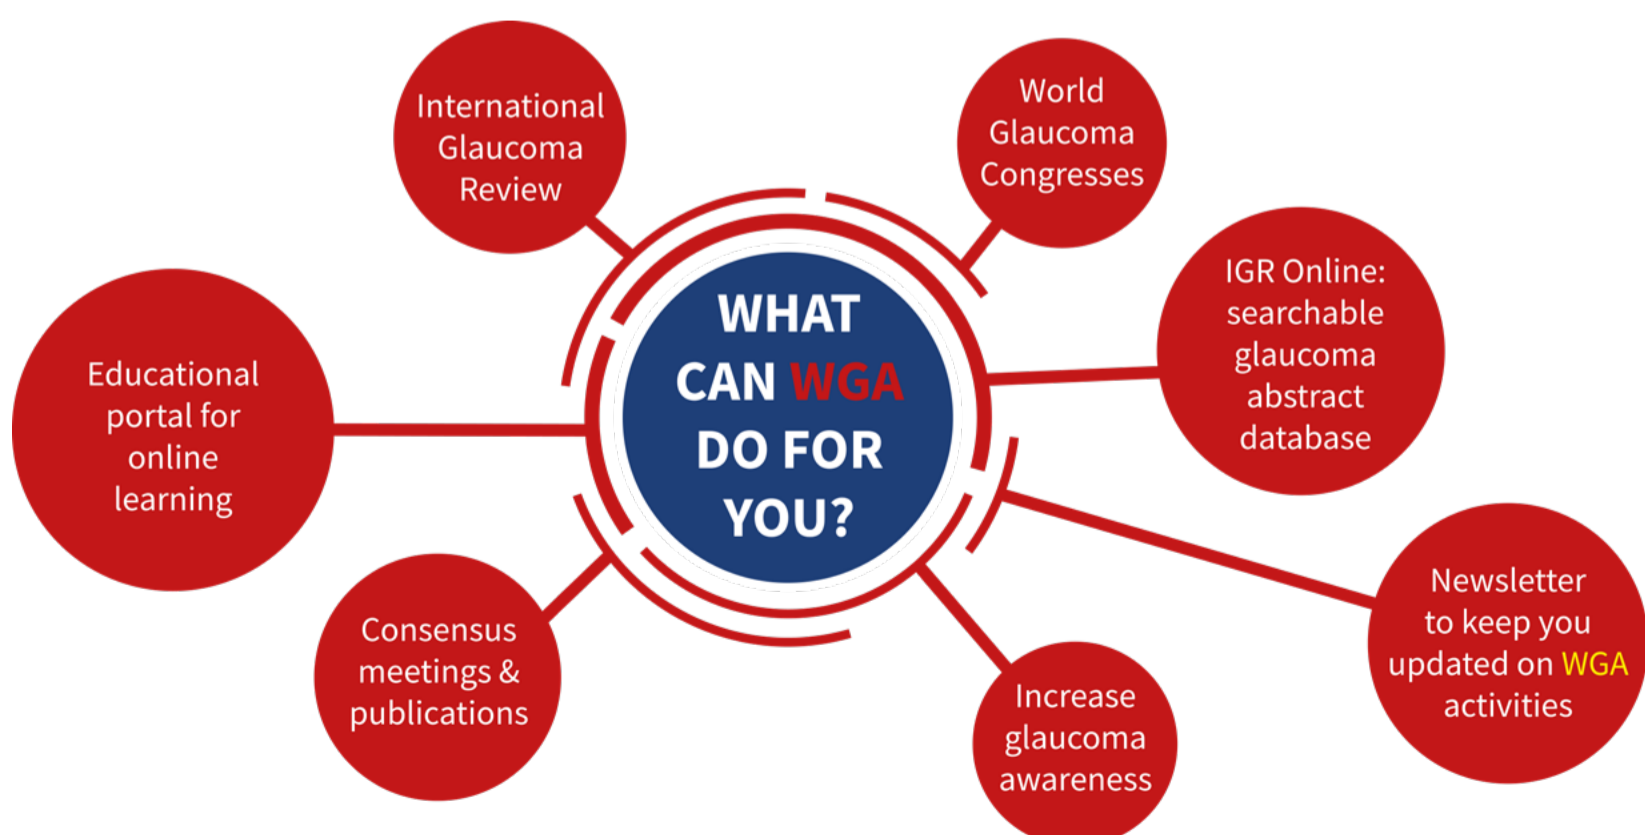 International
Glaucoma
Review
World
Glaucoma
Congresses
IGR Online:
searchable
glaucoma
abstract
database
WHAT
CAN WGA
DO FOR
YOU?
Educational
portal for
online
learning
Consensus
meetings &
publications
Increase
glaucoma
awareness
Newsletter
to keep you
updated on WGA
activities